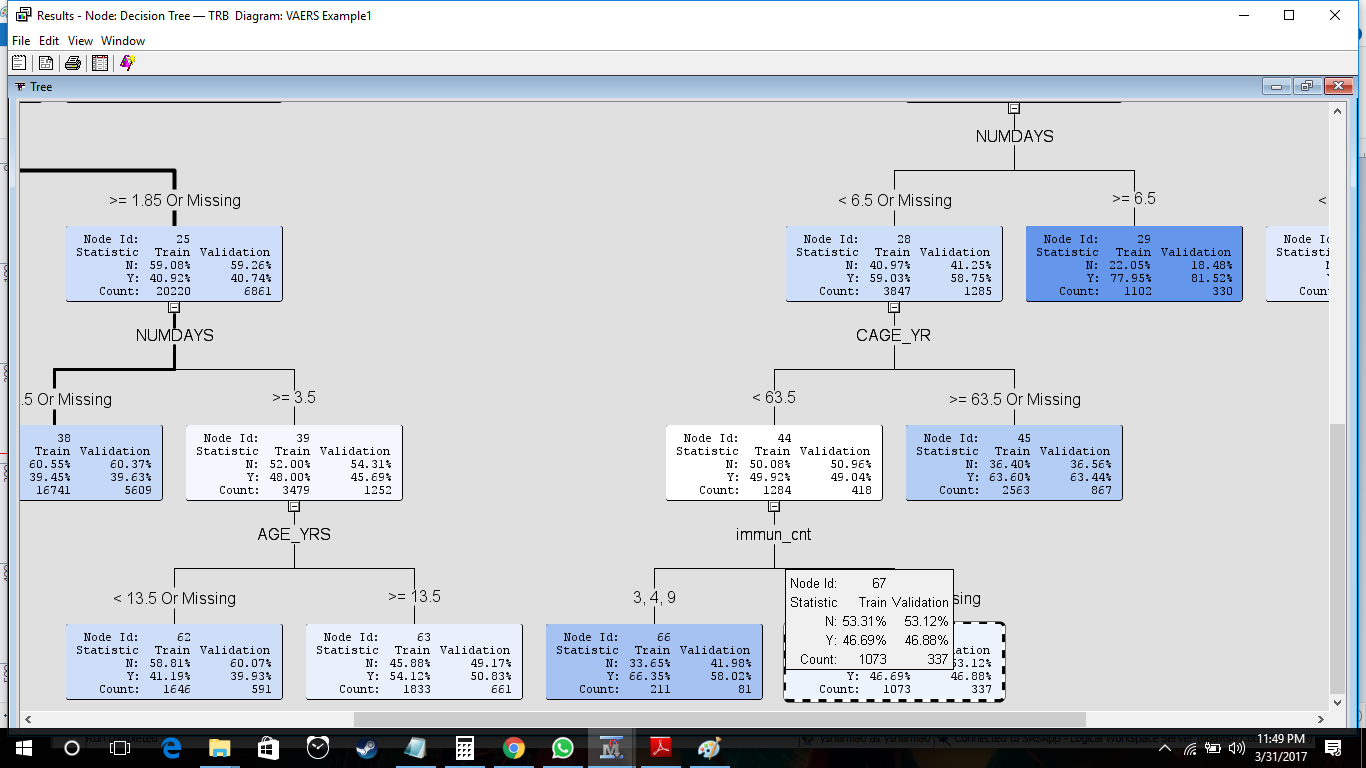 Results - Node: Decision Tree — TRB Diagram: VAERS Example1
File Edit View Window
Tree
NUMDAYS
>= 1.85 Or Missing
< 6.5 Or Missing
>= 6.5
<
Node Id: 25
Statistic Train Validation
N: 59.08% 59.26%
Y: 40.92% 40.74%
Count: 20220 6861
Node Id: 28
Statistic Train Validation
N: 40.97% 41.25%
Y: 59.03% 58.75%
Count: 3847 1285
Node Id: 29
Statistic Train Validation
N: 22.05% 18.48%
Y: 77.95% 81.52%
Count: 1102 330
Node Id
Statistic
N
Y
Count
NUMDAYS
CAGE_YR
.5 Or Missing
>= 3.5
< 63.5
>= 63.5 Or Missing
38
Train Validation
60.55% 60.37%
39.45% 39.63%
16741 5609
Node Id: 39
Statistic Train Validation
N: 52.00% 54.31%
Y: 48.00% 45.69%
Count: 3479 1252
Node Id: 44
Statistic Train Validation
N: 50.08% 50.96%
Y: 49.92% 49.04%
Count: 1284 418
Node Id: 45
Statistic Train Validation
N: 36.40% 36.56%
Y: 63.60% 63.44%
Count: 2563 867
AGE_YRS
immun_cnt
< 13.5 Or Missing
>= 13.5
3, 4, 9
sing
Node Id: 62
Statistic Train Validation
N: 58.81% 60.07%
Y: 41.19% 39.93%
Count: 1646 591
Node Id: 63
Statistic Train Validation
N: 45.88% 49.17%
Y: 54.12% 50.83%
Count: 1833 661
Node Id: 66
Statistic Train Validation
N: 33.65% 41.98%
Y: 66.35% 58.02%
Count: 211 81
Node Id: 67
Statistic Train Validation
N: 53.31% 53.12%
Y: 46.69% 46.88%
Count: 1073 337
dation
53.12%
Y: 46.69% 46.88%
Count: 1073 337
Run completed
Connected to SASApp - Logical Workspace Server
11:49 PM
3/31/2017